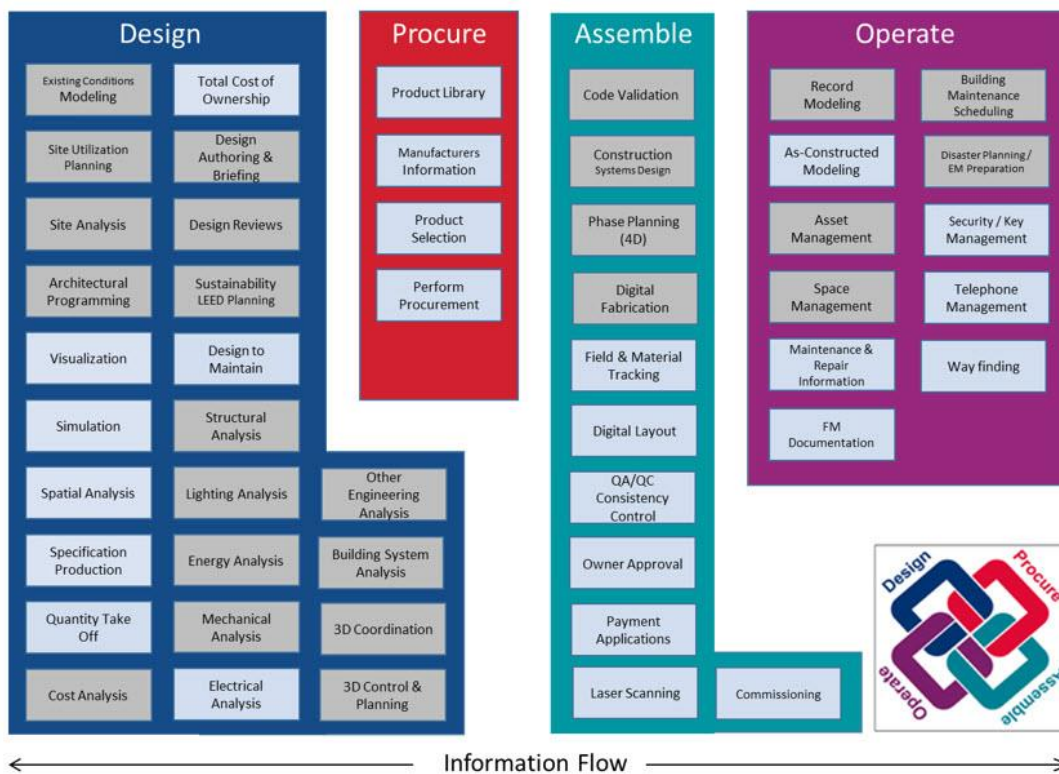 Design
Existing Conditions
Modeling
Total Cost of
Ownership
Site Utilization
Planning
Design
Authoring &
Briefing
Site Analysis
Design Reviews
Architectural
Programming
Sustainability
LEED Planning
Visualization
Design to
Maintain
Simulation
Structural
Analysis
Spatial Analysis
Lighting Analysis
Other
Engineering
Analysis
Specification
Production
Energy Analysis
Building System
Analysis
Quantity Take
Off
Mechanical
Analysis
3D Coordination
Cost Analysis
Electrical
Analysis
3D Control &
Planning
Procure
Product Library
Manufacturers
Information
Product
Selection
Perform
Procurement
Assemble
Code Validation
Construction
Systems Design
Phase Planning
(4D)
Digital
Fabrication
Field & Material
Tracking
Digital Layout
QA/QC
Consistency
Control
Owner Approval
Payment
Applications
Laser Scanning
Commissioning
Operate
Record
Modeling
Building
Maintenance
Scheduling
As-Constructed
Modeling
Disaster Planning /
EM Preparation
Asset
Management
Security / Key
Management
Space
Management
Telephone
Management
Maintenance &
Repair
Information
Way finding
FM
Documentation
Design
Procure
Operate
Assemble
Information Flow